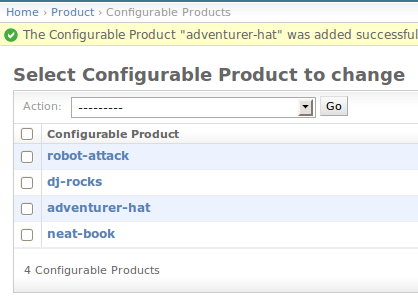 Home › Product › Configurable Products
The Configurable Product "adventurer-hat" was added successful
Select Configurable Product to change
Action: --------- Go
Configurable Product
robot-attack
dj-rocks
adventurer-hat
neat-book
4 Configurable Products